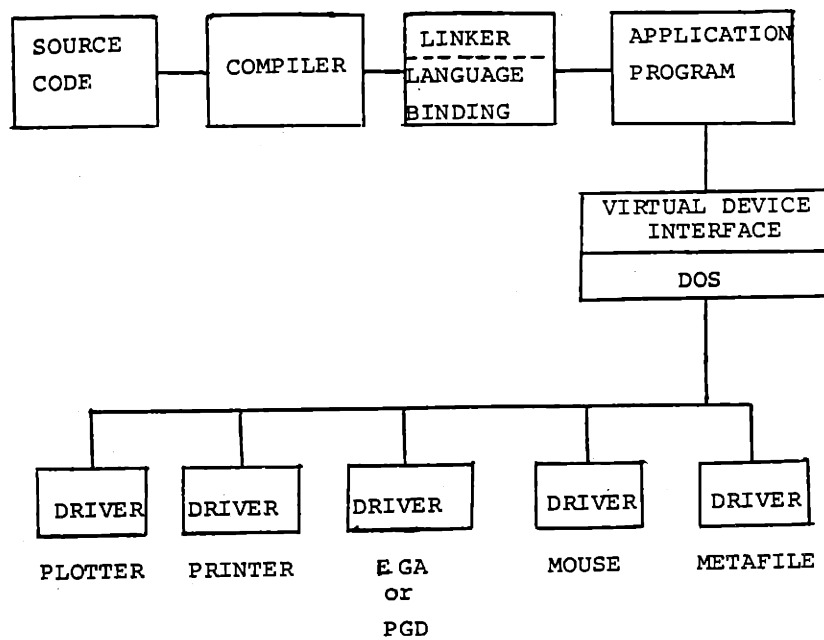 SOURCE
CODE
COMPILER
LINKER
LANGUAGE
BINDING
APPLICATION
PROGRAM
VIRTUAL DEVICE
INTERFACE
DOS
DRIVER
DRIVER
DRIVER
DRIVER
DRIVER
PLOTTER
PRINTER
EGA
or
PGD
MOUSE
METAFILE